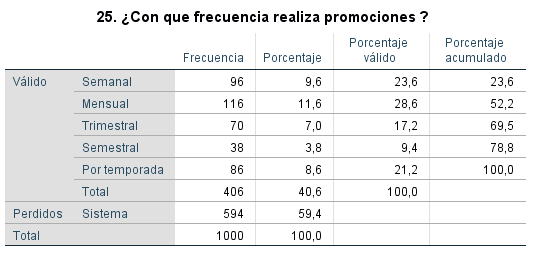 25. ¿Con que frecuencia realiza promociones ?
Frecuencia Porcentaje Porcentaje válido Porcentaje acumulado
Válido Semanal 96 9,6 23,6 23,6
Mensual 116 11,6 28,6 52,2
Trimestral 70 7,0 17,2 69,5
Semestral 38 3,8 9,4 78,8
Por temporada 86 8,6 21,2 100,0
Total 406 40,6 100,0
Perdidos Sistema 594 59,4
Total 1000 100,0